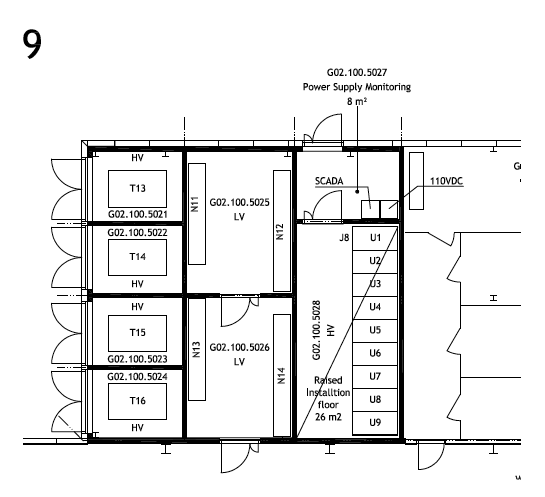 9
G02.100.5027
Power Supply Monitoring
8 m²
HV
T13
G02.100.5021
G02.100.5022
T14
HV
HV
T15
G02.100.5023
G02.100.5024
T16
HV
N11
G02.100.5025
LV
N12
N13
G02.100.5026
LV
N14
SCADA
110VDC
J8
U1
U2
U3
U4
U5
U6
U7
U8
U9
G02.100.5028
HV
Raised
Installtion
floor
26 m2